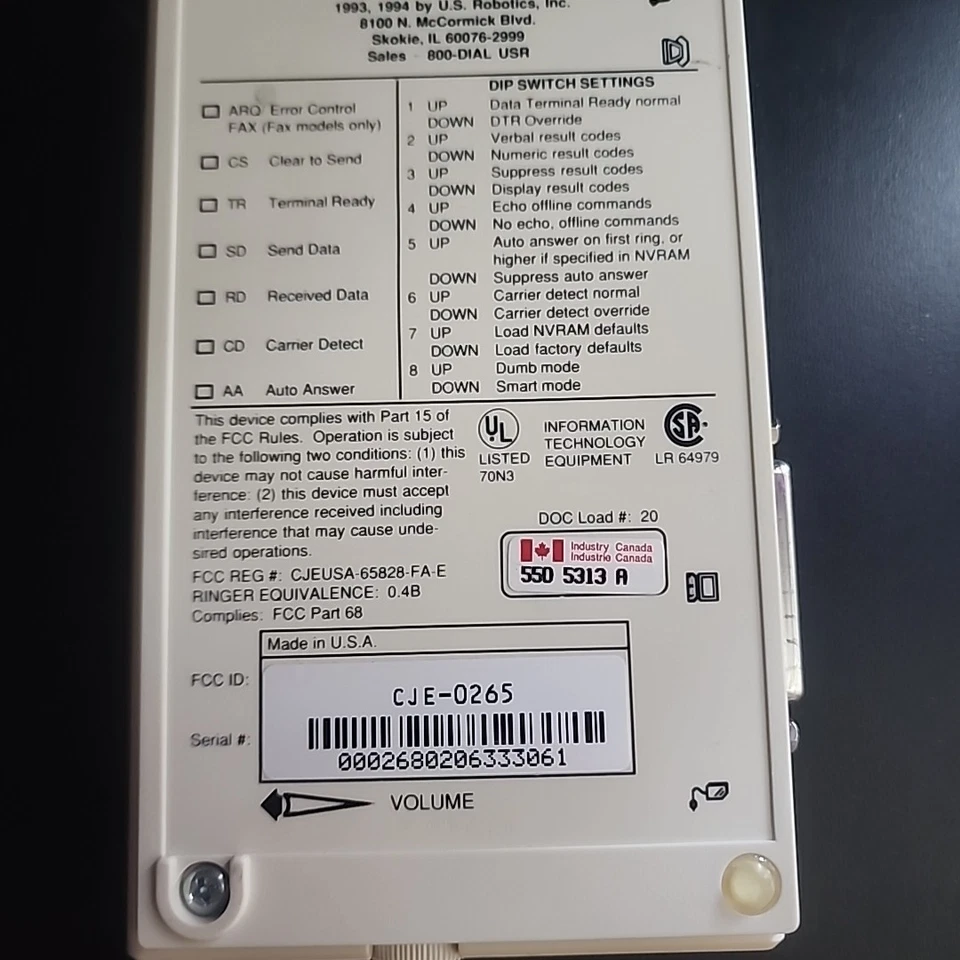 1993, 1994 by U.S. Robotics, Inc.
8100 N. McCormick Blvd.
Skokie, IL 60076-2999
Sales - 800-DIAL USR
ARQ Error Control
FAX (Fax models only)
CS Clear to Send
TR Terminal Ready
SD Send Data
RD Received Data
CD Carrier Detect
AA Auto Answer
DIP SWITCH SETTINGS
1 UP Data Terminal Ready normal
DOWN DTR Override
2 UP Verbal result codes
DOWN Numeric result codes
3 UP Suppress result codes
DOWN Display result codes
4 UP Echo offline commands
DOWN No echo, offline commands
5 UP Auto answer on first ring, or
higher if specified in NVRAM
DOWN Suppress auto answer
6 UP Carrier detect normal
DOWN Carrier detect override
7 UP Load NVRAM defaults
DOWN Load factory defaults
8 UP Dumb mode
DOWN Smart mode
This device complies with Part 15 of
the FCC Rules. Operation is subject
to the following two conditions: (1) this
device may not cause harmful inter-
ference: (2) this device must accept
any interference received including
interference that may cause unde-
sired operations.
FCC REG #: CJEUSA-65828-FA-E
RINGER EQUIVALENCE: 0.4B
Complies: FCC Part 68
UL
LISTED
70N3
INFORMATION
TECHNOLOGY
EQUIPMENT
SA
LR 64979
DOC Load #: 20
Industry Canada
Industrie Canada
550 5313 A
Made in U.S.A.
FCC ID:
CJE-0265
Serial #:
0002680206333061
VOLUME